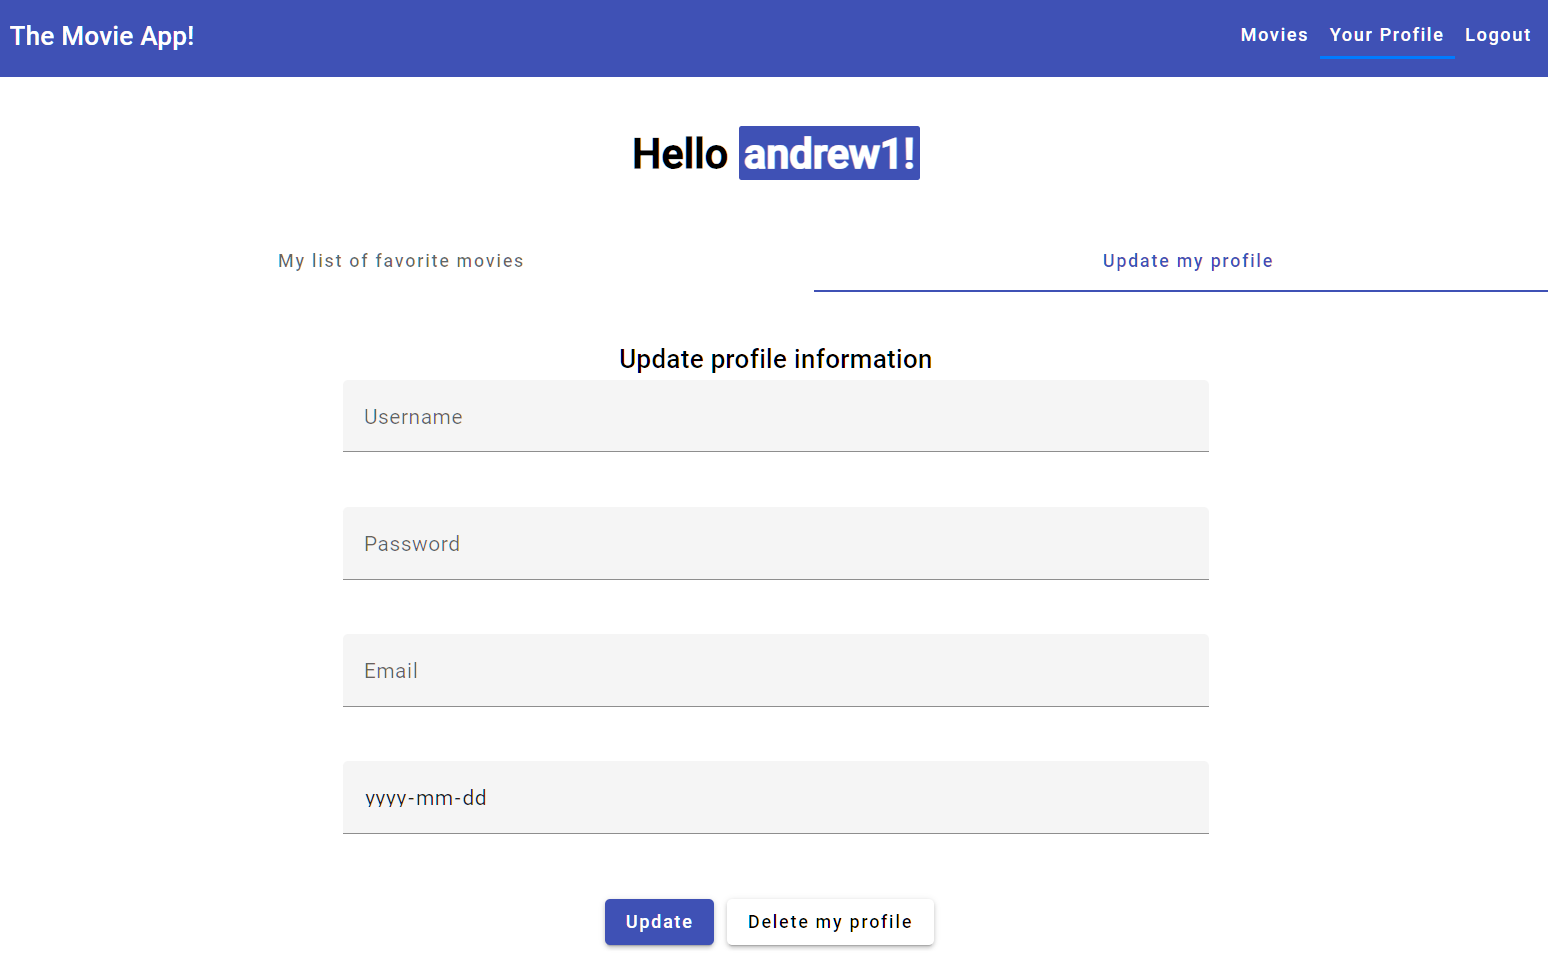 The Movie App!
Movies Your Profile Logout
Hello andrew1!
My list of favorite movies
Update my profile
Update profile information
Username
Password
Email
yyyy-mm-dd
Update
Delete my profile